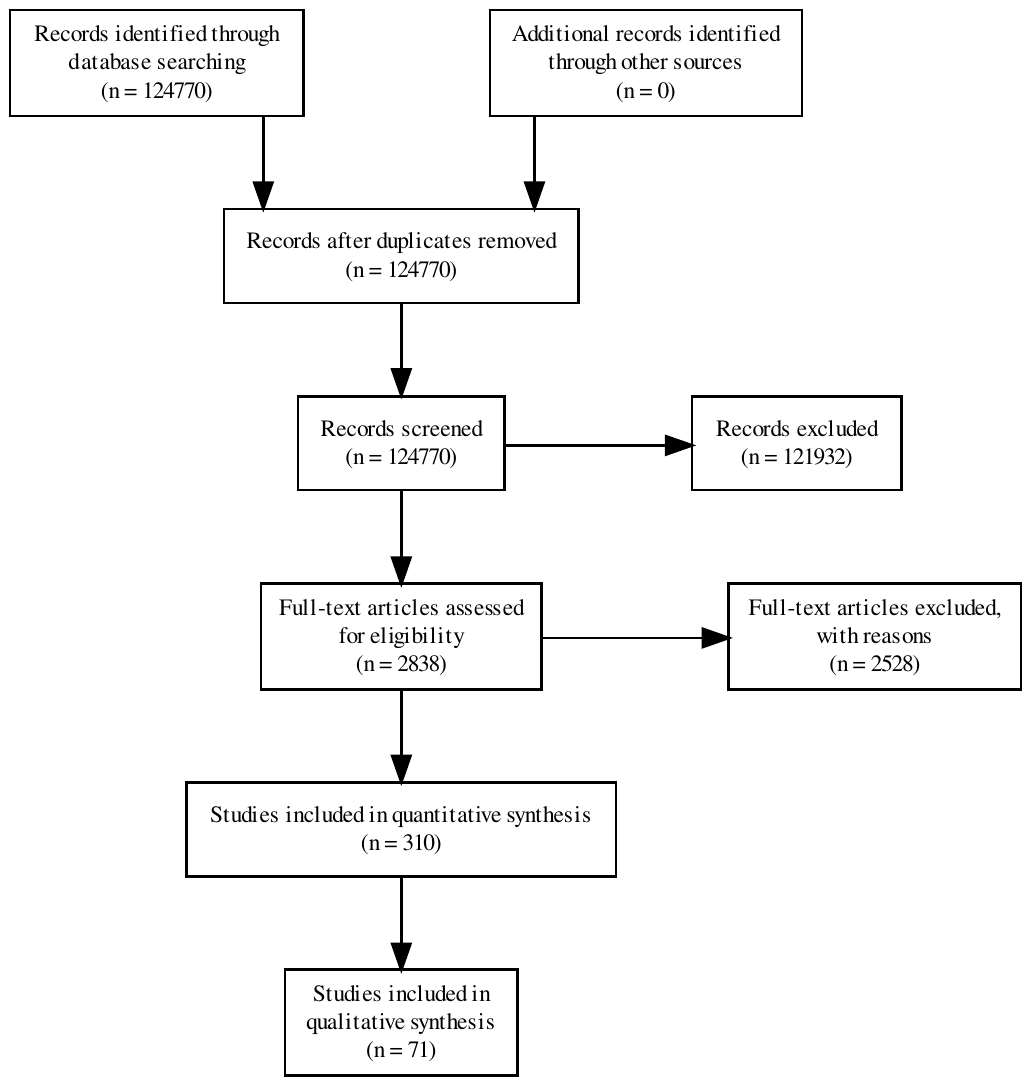 Records identified through
database searching
(n = 124770)
Additional records identified
through other sources
(n = 0)
Records after duplicates removed
(n = 124770)
Records screened
(n = 124770)
Records excluded
(n = 121932)
Full-text articles assessed
for eligibility
(n = 2838)
Full-text articles excluded,
with reasons
(n = 2528)
Studies included in quantitative synthesis
(n = 310)
Studies included in
qualitative synthesis
(n = 71)